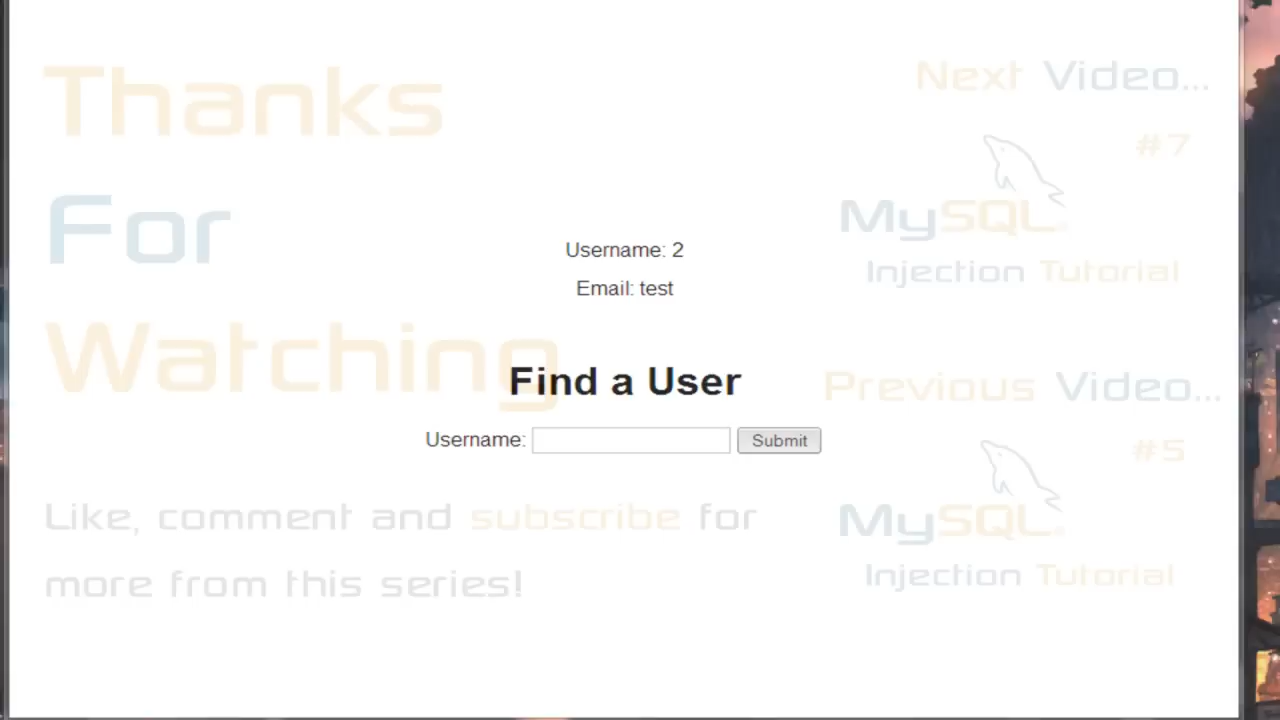 Thanks
For
Watching
Next Video...
#7
MySQL
Injection Tutorial
Username: 2
Email: test
Find a User
Username: Submit
Previous Video...
#5
MySQL
Injection Tutorial
Like, comment and subscribe for
more from this series!